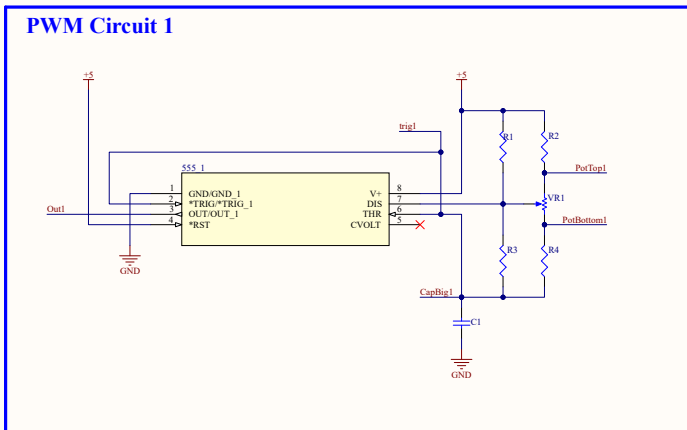 PWM Circuit 1
+5
+5
trig1
R1
R2
PotTop1
555_1
1
GND/GND_1
V+
8
2
*TRIG/*TRIG_1
DIS
7
VR1
Out1
3
OUT/OUT_1
THR
6
4
*RST
CVOLT
5
PotBottom1
R3
R4
GND
CapBig1
C1
GND